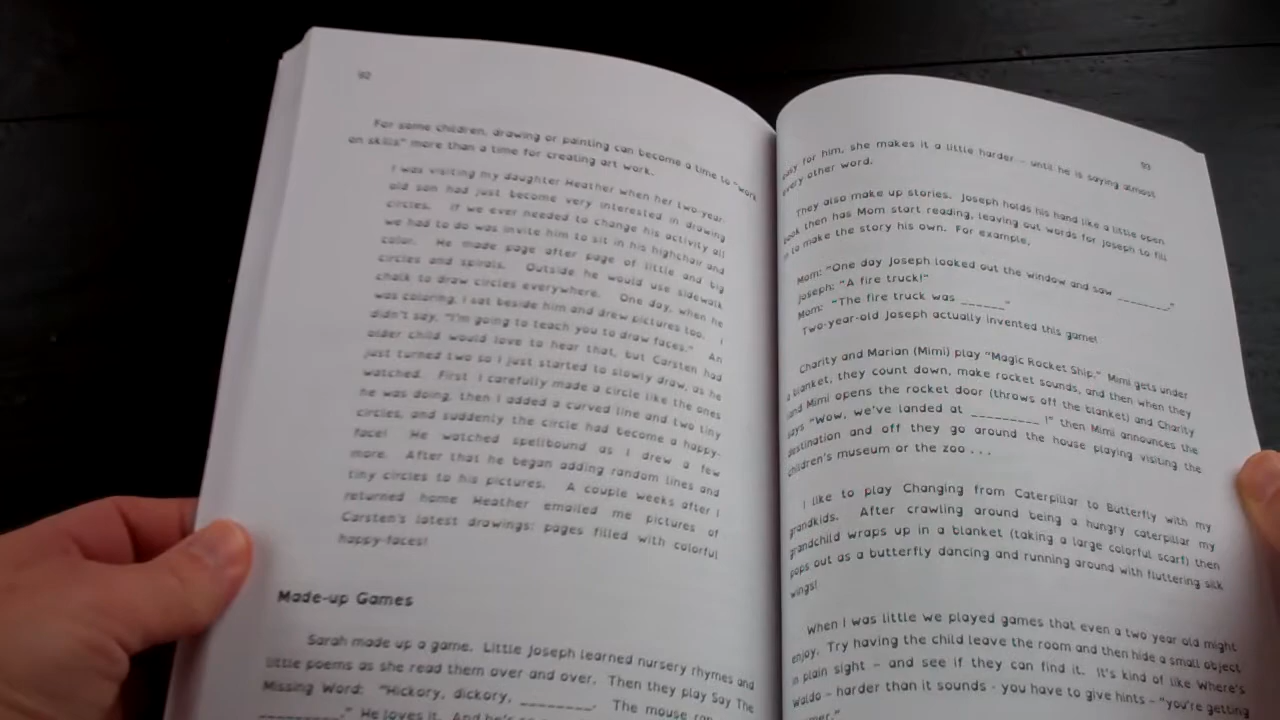 92
For some children, drawing or painting can become a time to "work
on skills" more than a time for creating art work.
I was visiting my daughter Heather when her two-year-
old son had just become very interested in drawing
circles. If we ever needed to change his activity all
we had to do was invite him to sit in his highchair and
color. He made page after page of little and big
circles and spirals. Outside he would use sidewalk
chalk to draw circles everywhere. One day, when he
was coloring, I sat beside him and drew pictures too. I
didn't say, "I'm going to teach you to draw faces." An
older child would love to hear that, but Carsten had
just turned two so I just started to slowly draw, as he
watched. First I carefully made a circle like the ones
he was doing, then I added a curved line and two tiny
circles, and suddenly the circle had become a happy-
face! He watched spellbound as I drew a few
more. After that he began adding random lines and
tiny circles to his pictures. A couple weeks after I
returned home Heather emailed me pictures of
Carsten's latest drawings: pages filled with colorful
happy-faces!
Made-up Games
Sarah made up a game. Little Joseph learned nursery rhymes and
little poems as she read them over and over. Then they play Say The
Missing Word: "Hickory, dickory, ________. The mouse ran
_________." He loves it. And he's
93
easy for him, she makes it a little harder – until he is saying almost
every other word.
They also make up stories. Joseph holds his hand like a little open
book then has Mom start reading, leaving out words for Joseph to fill
in to make the story his own. For example,
Mom: "One day Joseph looked out the window and saw ________."
Joseph: "A fire truck!"
Mom: "The fire truck was ______"
Two-year-old Joseph actually invented this game!
Charity and Marian (Mimi) play "Magic Rocket Ship." Mimi gets under
a blanket, they count down, make rocket sounds, and then when they
land Mimi opens the rocket door (throws off the blanket) and Charity
says "Wow, we've landed at __________ !" then Mimi announces the
destination and off they go around the house playing visiting the
children's museum or the zoo . . .
I like to play Changing from Caterpillar to Butterfly with my
grandkids. After crawling around being a hungry caterpillar my
grandchild wraps up in a blanket (taking a large colorful scarf) then
pops out as a butterfly dancing and running around with fluttering silk
wings!
When I was little we played games that even a two year old might
enjoy. Try having the child leave the room and then hide a small object
in plain sight – and see if they can find it. It's kind of like Where's
Waldo – harder than it sounds - you have to give hints – "you're getting